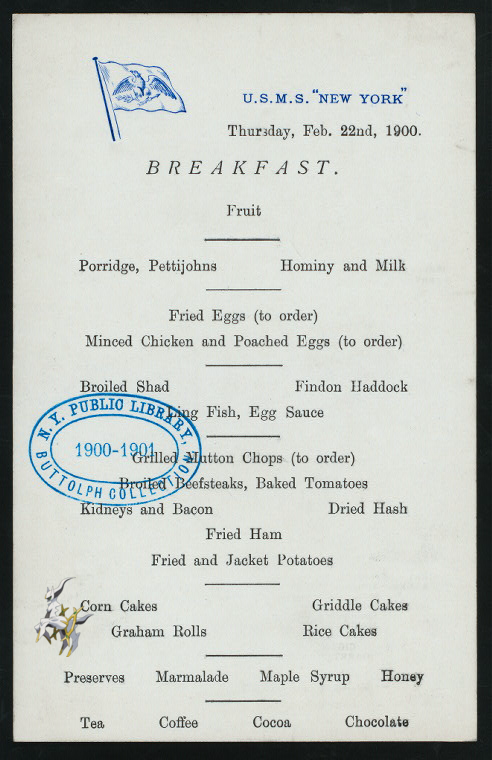 U.S.M.S. "NEW YORK"
Thursday, Feb. 22nd, 1900.
BREAKFAST.
Fruit
Porridge, Pettijohns Hominy and Milk
Fried Eggs (to order)
Minced Chicken and Poached Eggs (to order)
Broiled Shad Findon Haddock
Ling Fish, Egg Sauce
N.Y. PUBLIC LIBRARY,
1900-1901
BUTTOLPH COLLECTION
Grilled Mutton Chops (to order)
Broiled Beefsteaks, Baked Tomatoes
Kidneys and Bacon Dried Hash
Fried Ham
Fried and Jacket Potatoes
Corn Cakes Griddle Cakes
Graham Rolls Rice Cakes
Preserves Marmalade Maple Syrup Honey
Tea Coffee Cocoa Chocolate